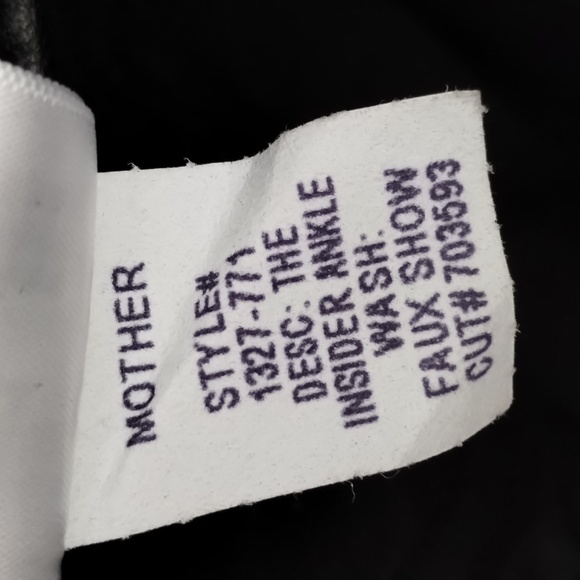 MOTHER
STYLE#
1327-771
DESC: THE
INSIDER ANKLE
WASH:
FAUX SHOW
CUT# 703593